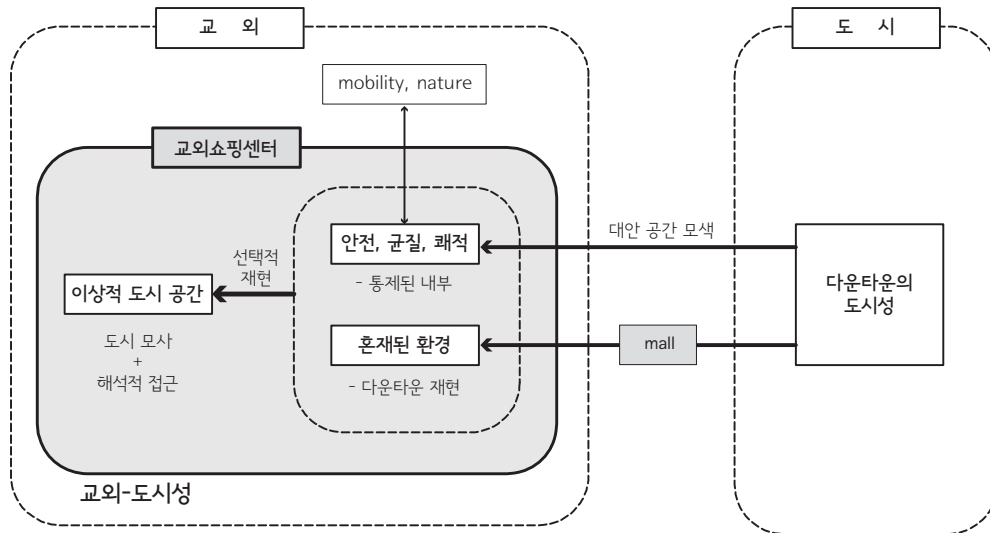 교 외
도 시
mobility, nature
교외쇼핑센터
안전, 균질, 쾌적
- 통제된 내부
대안 공간 모색
선택적
재현
이상적 도시 공간
도시 모사
+
해석적 접근
혼재된 환경
- 다운타운 재현
mall
다운타운의
도시성
교외-도시성